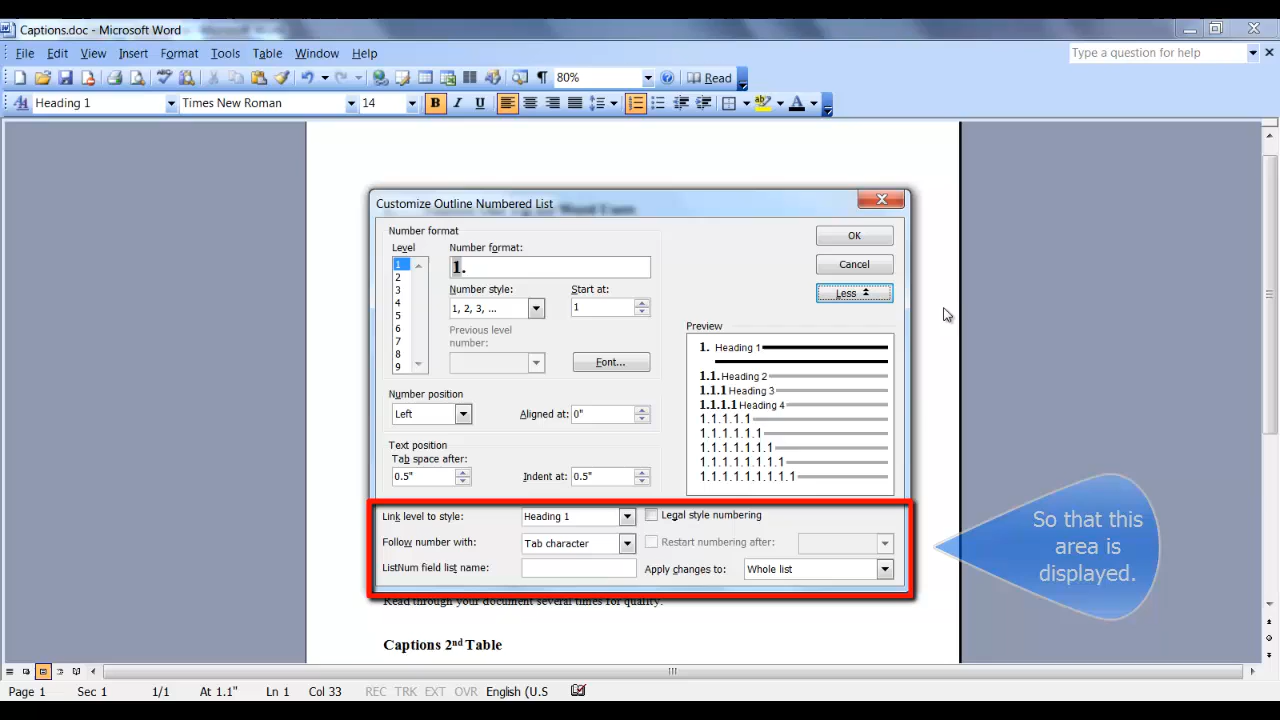 Captions.doc - Microsoft Word
File Edit View Insert Format Tools Table Window Help
Type a question for help
80%
Read
Heading 1
Times New Roman
14
B I U
Customize Outline Numbered List
Number format
Level
Number format:
1
2
3
4
5
6
7
8
9
1.
Number style:
Start at:
1, 2, 3, ...
1
Previous level
number:
Font...
OK
Cancel
Less
Number position
Left
Aligned at:
0"
Text position
Tab space after:
0.5"
Indent at:
0.5"
Preview
1. Heading 1
1.1. Heading 2
1.1.1 Heading 3
1.1.1.1 Heading 4
1.1.1.1.1
1.1.1.1.1.1
1.1.1.1.1.1.1
1.1.1.1.1.1.1.1
1.1.1.1.1.1.1.1.1
Link level to style:
Heading 1
Legal style numbering
Follow number with:
Tab character
Restart numbering after:
ListNum field list name:
Apply changes to:
Whole list
So that this
area is
displayed.
Read through your document several times for quality.
Captions 2nd Table
Page 1 Sec 1 1/1 At 1.1" Ln 1 Col 33 REC TRK EXT OVR English (U.S